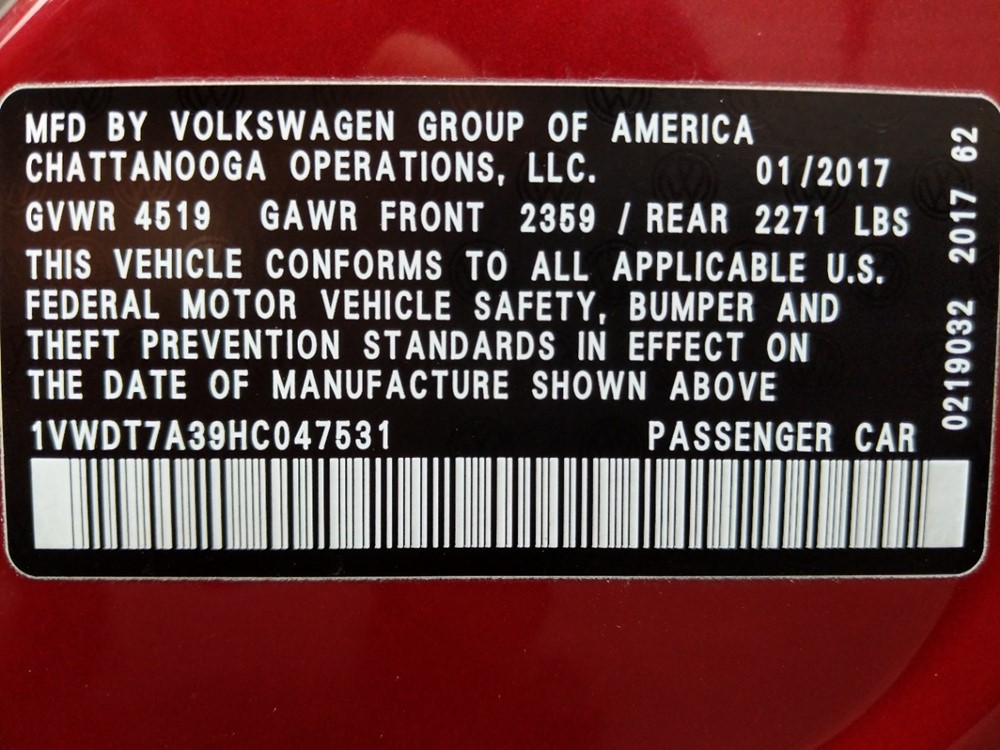 MFD BY VOLKSWAGEN GROUP OF AMERICA
CHATTANOOGA OPERATIONS, LLC. 01/2017
GVWR 4519 GAWR FRONT 2359 / REAR 2271 LBS
THIS VEHICLE CONFORMS TO ALL APPLICABLE U.S.
FEDERAL MOTOR VEHICLE SAFETY, BUMPER AND
THEFT PREVENTION STANDARDS IN EFFECT ON
THE DATE OF MANUFACTURE SHOWN ABOVE
1VWDT7A39HC047531 PASSENGER CAR
0219032 2017 62